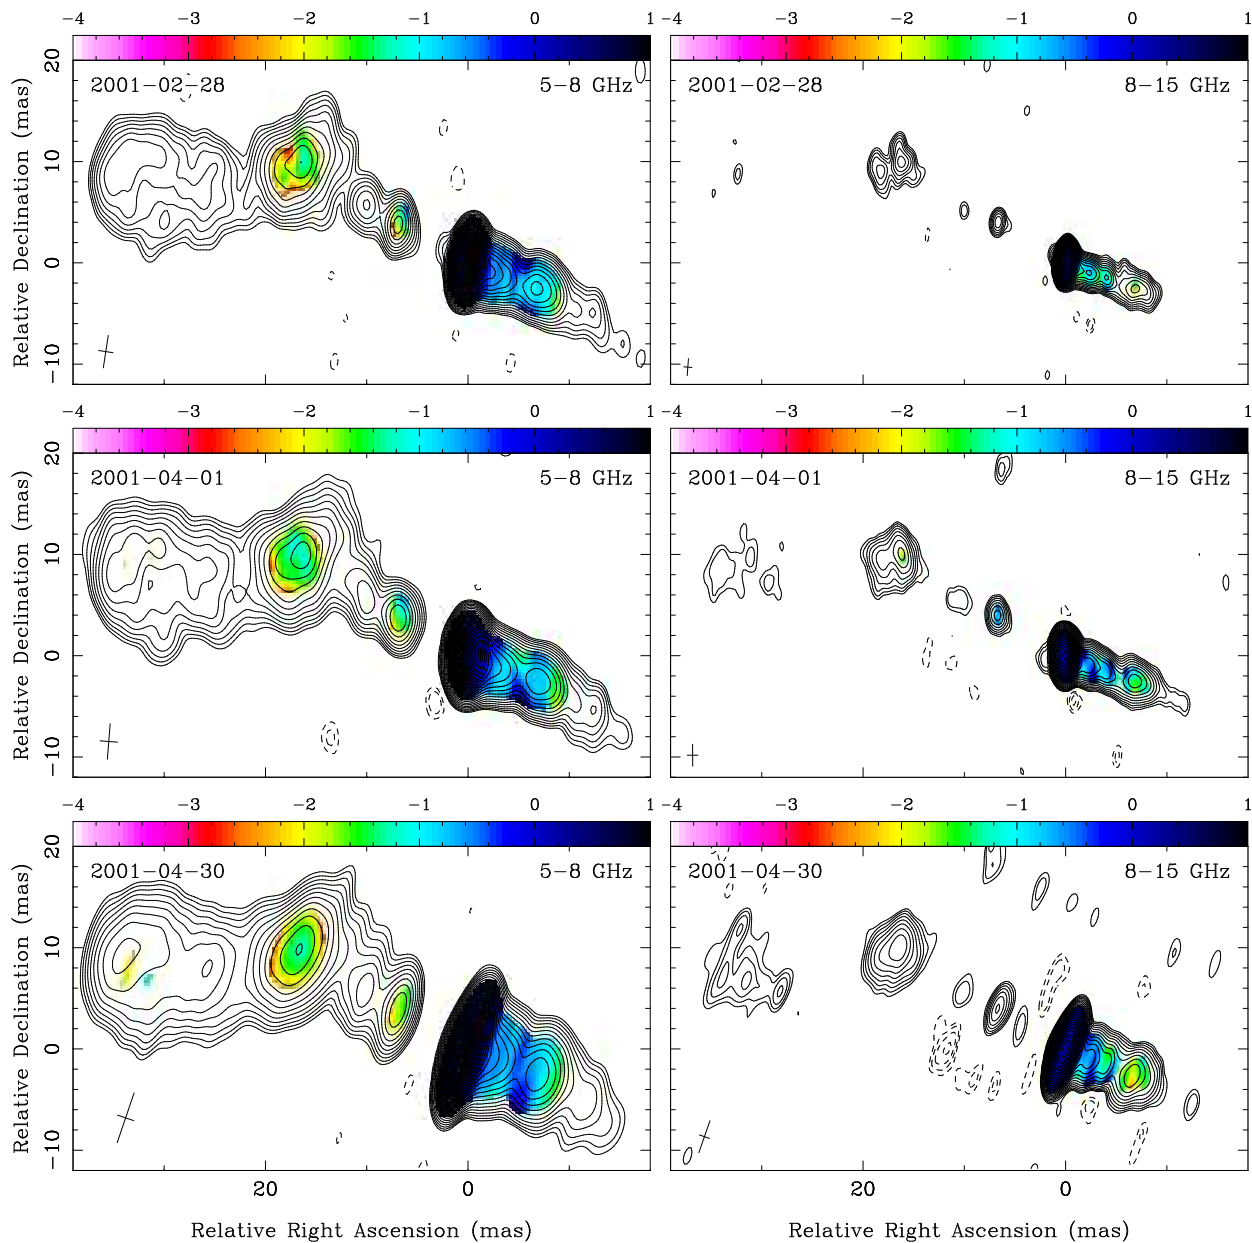 -4 -3 -2 -1 0 1 -4 -3 -2 -1 0 1
20 2001-02-28 5-8 GHz 2001-02-28 8-15 GHz
10
0
-10
Relative Declination (mas)
-4 -3 -2 -1 0 1 -4 -3 -2 -1 0 1
20 2001-04-01 5-8 GHz 2001-04-01 8-15 GHz
10
0
-10
Relative Declination (mas)
-4 -3 -2 -1 0 1 -4 -3 -2 -1 0 1
20 2001-04-30 5-8 GHz 2001-04-30 8-15 GHz
10
0
-10
Relative Declination (mas)
20 0 20 0
Relative Right Ascension (mas) Relative Right Ascension (mas)